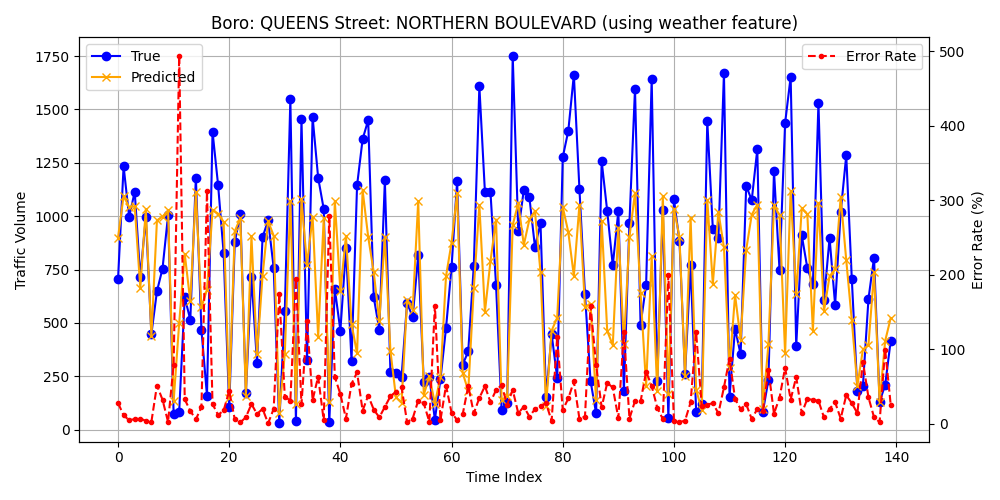 Boro: QUEENS Street: NORTHERN BOULEVARD (using weather feature)
True
Predicted
Error Rate
Traffic Volume
1750
1500
1250
1000
750
500
250
0
500
400
300
200
100
0
Error Rate (%)
0 20 40 60 80 100 120 140
Time Index